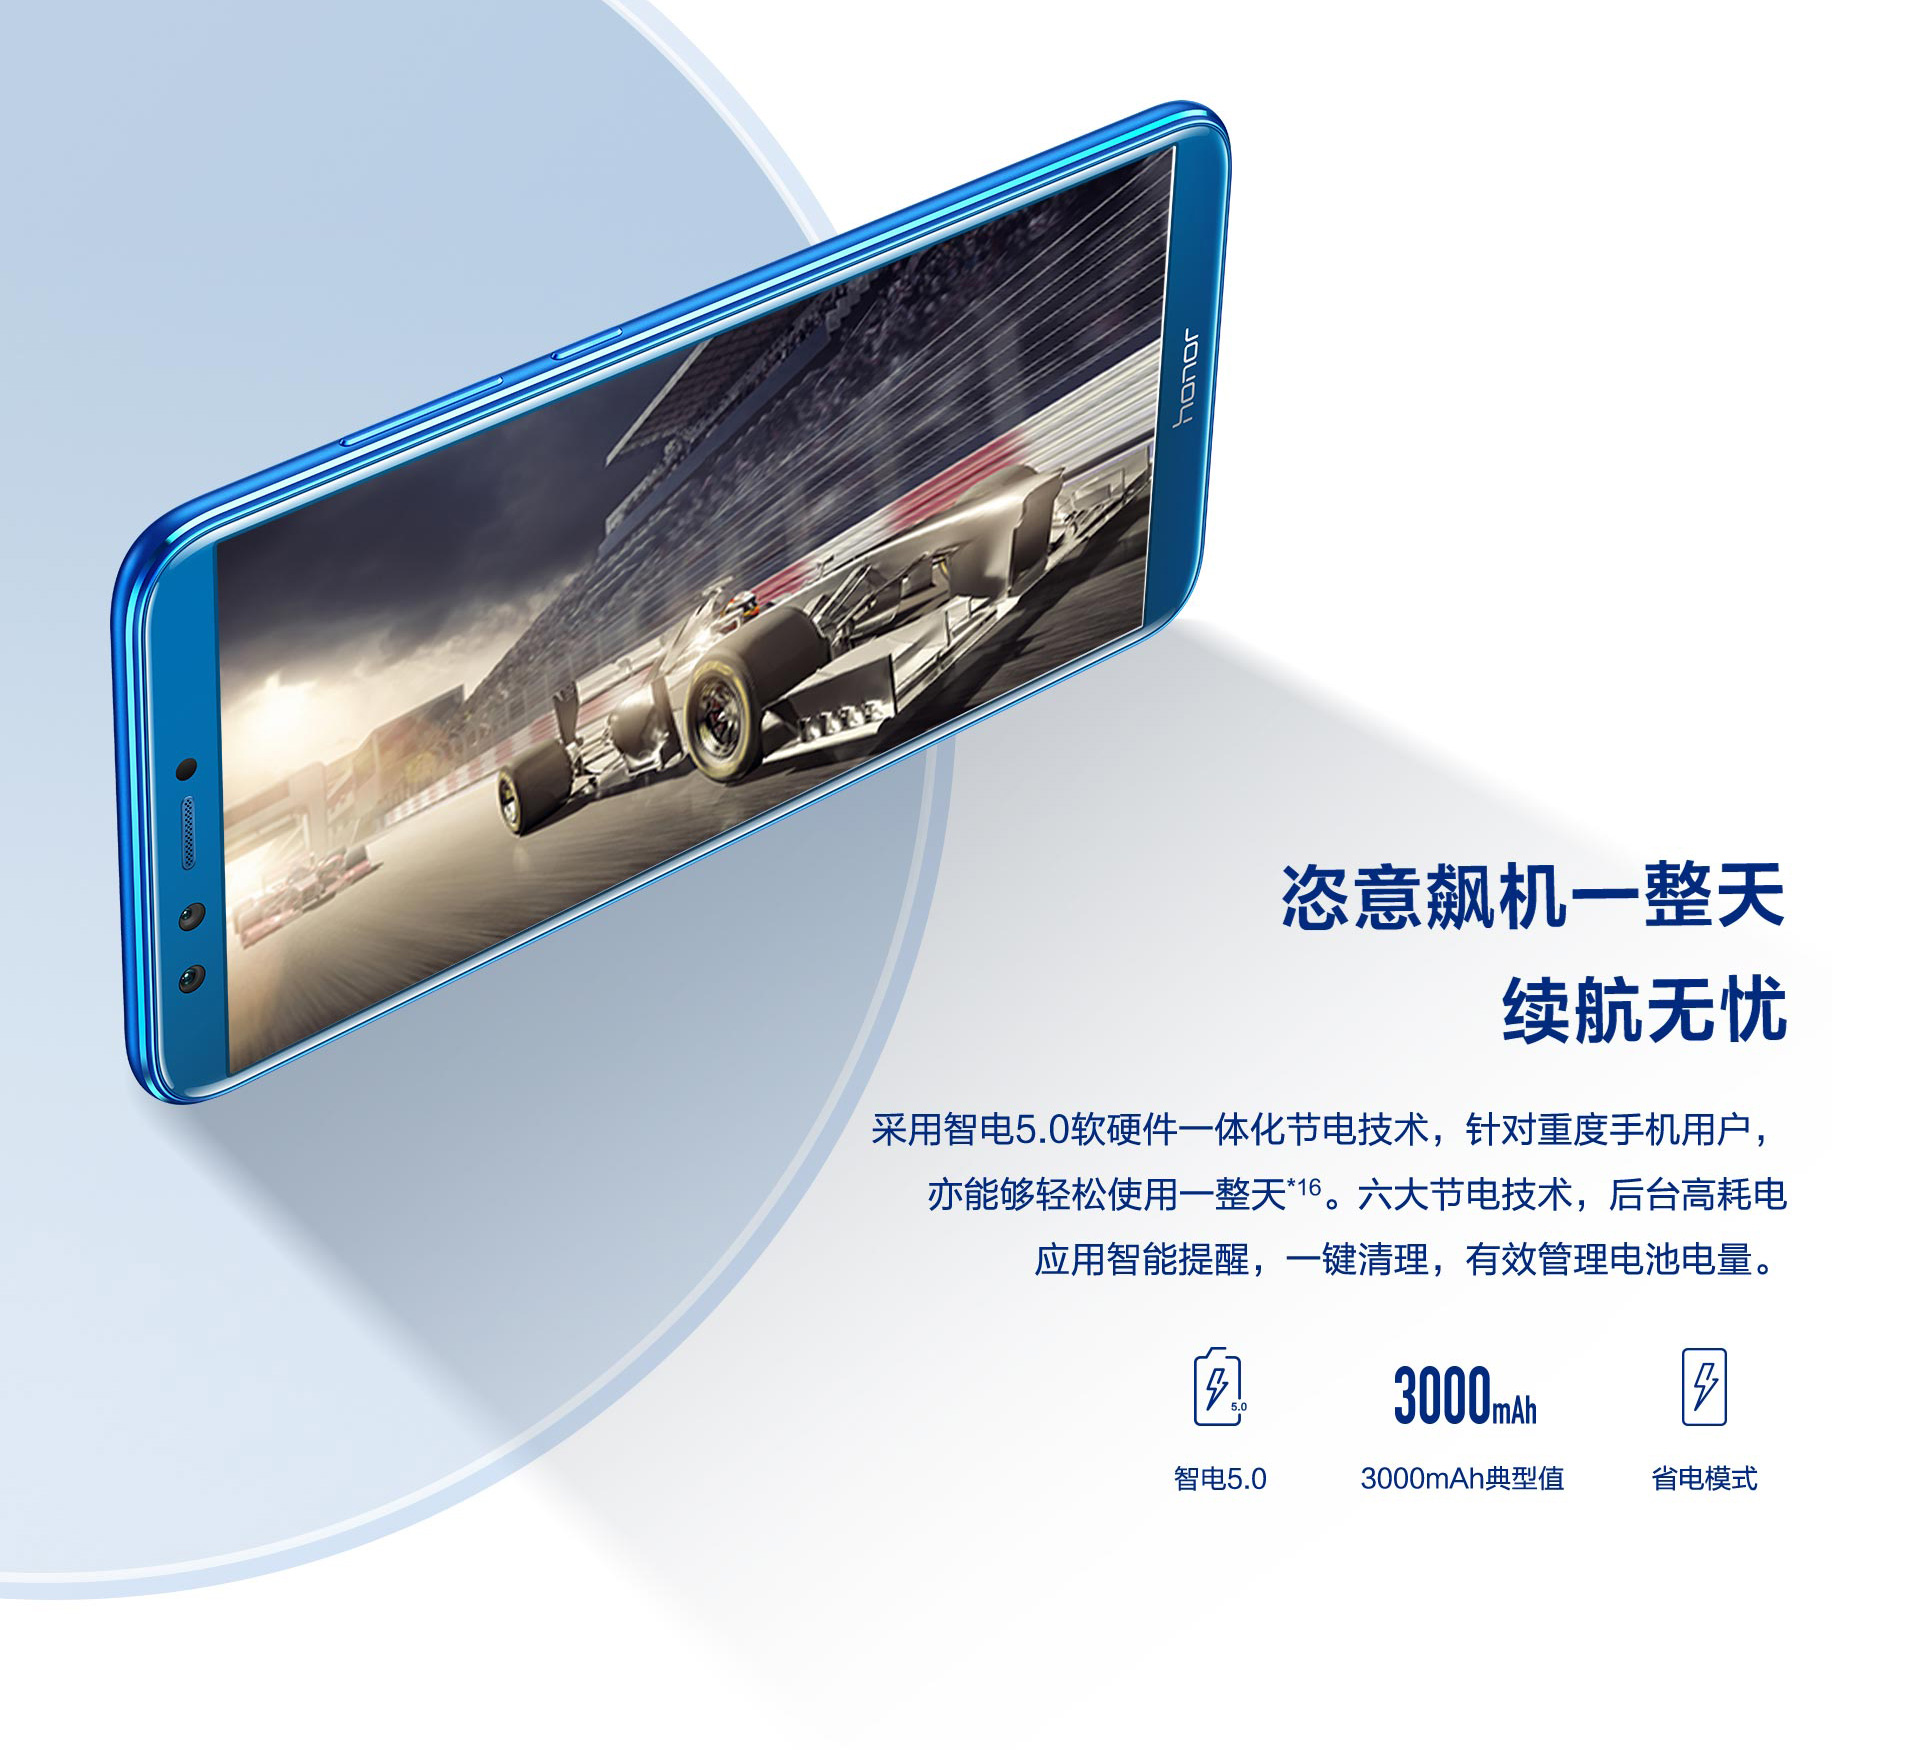 honor
恣意飙机一整天
续航无忧
采用智电5.0软硬件一体化节电技术，针对重度手机用户，
亦能够轻松使用一整天*16。六大节电技术，后台高耗电
应用智能提醒，一键清理，有效管理电池电量。
5.0
3000mAh
智电5.0
3000mAh典型值
省电模式